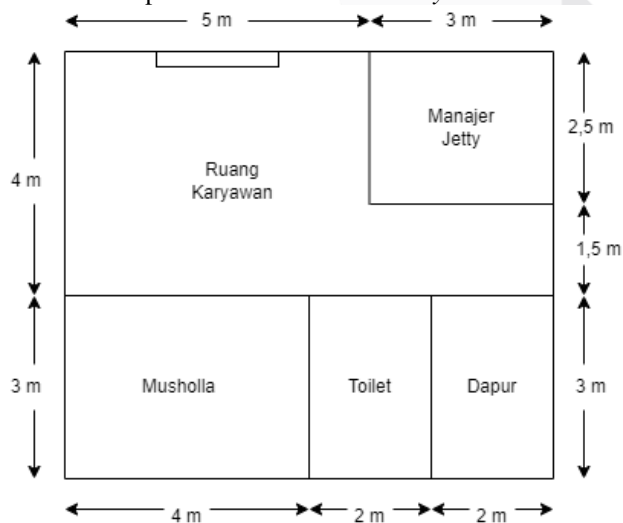 5 m
3 m
Manajer
Jetty
2,5 m
Ruang
Karyawan
4 m
1,5 m
3 m
Musholla
Toilet
Dapur
3 m
4 m
2 m
2 m